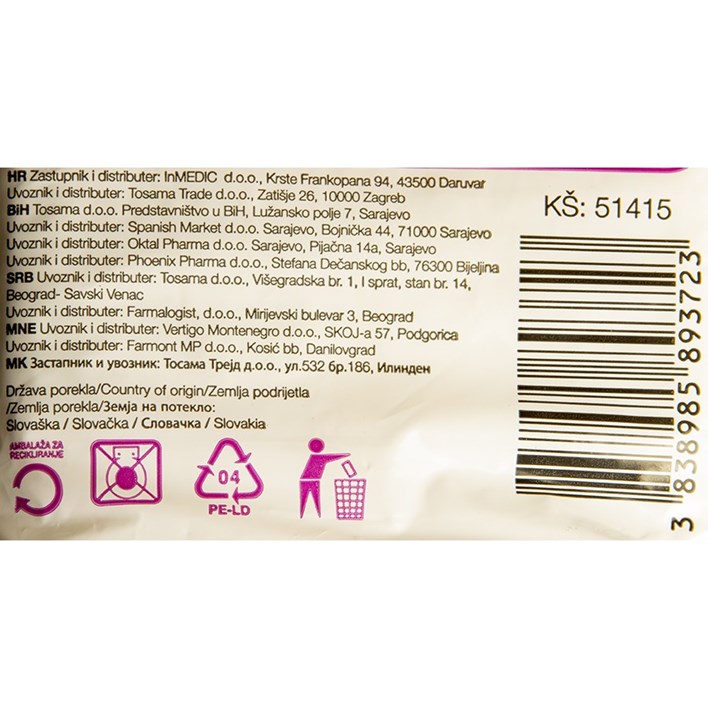 HR Zastupnik i distributer: InMEDIC d.o.o., Krste Frankopana 94, 43500 Daruvar
Uvoznik i distributer: Tosama Trade d.o.o., Zatišje 26, 10000 Zagreb
BiH Tosama d.o.o. Predstavništvo u BiH, Lužansko polje 7, Sarajevo
Uvoznik i distributer: Spanish Market d.o.o. Sarajevo, Bojnička 44, 71000 Sarajevo
Uvoznik i distributer: Oktal Pharma d.o.o. Sarajevo, Pijačna 14a, Sarajevo
Uvoznik i distributer: Phoenix Pharma d.o.o., Stefana Dečanskog bb, 76300 Bijeljina
SRB Uvoznik i distributer: Tosama d.o.o., Višegradska br. 1, I sprat, stan br. 14,
Beograd- Savski Venac
Uvoznik i distributer: Farmalogist, d.o.o., Mirijevski bulevar 3, Beograd
MNE Uvoznik i distributer: Vertigo Montenegro d.o.o., SKOJ-a 57, Podgorica
Uvoznik i distributer: Farmont MP d.o.o., Kosić bb, Danilovgrad
МК Застапник и увозник: Тосама Трејд д.о.о., ул.532 бр.186, Илинден
Država porekla/Country of origin/Zemlja podrijetla
/Zemlja porekla/Земја на потекло:
Slovaška / Slovačka / Словачка / Slovakia
AMBALAŽA ZA
RECIKLIRANJE
04
PE-LD
KŠ: 51415
3 838985 893723